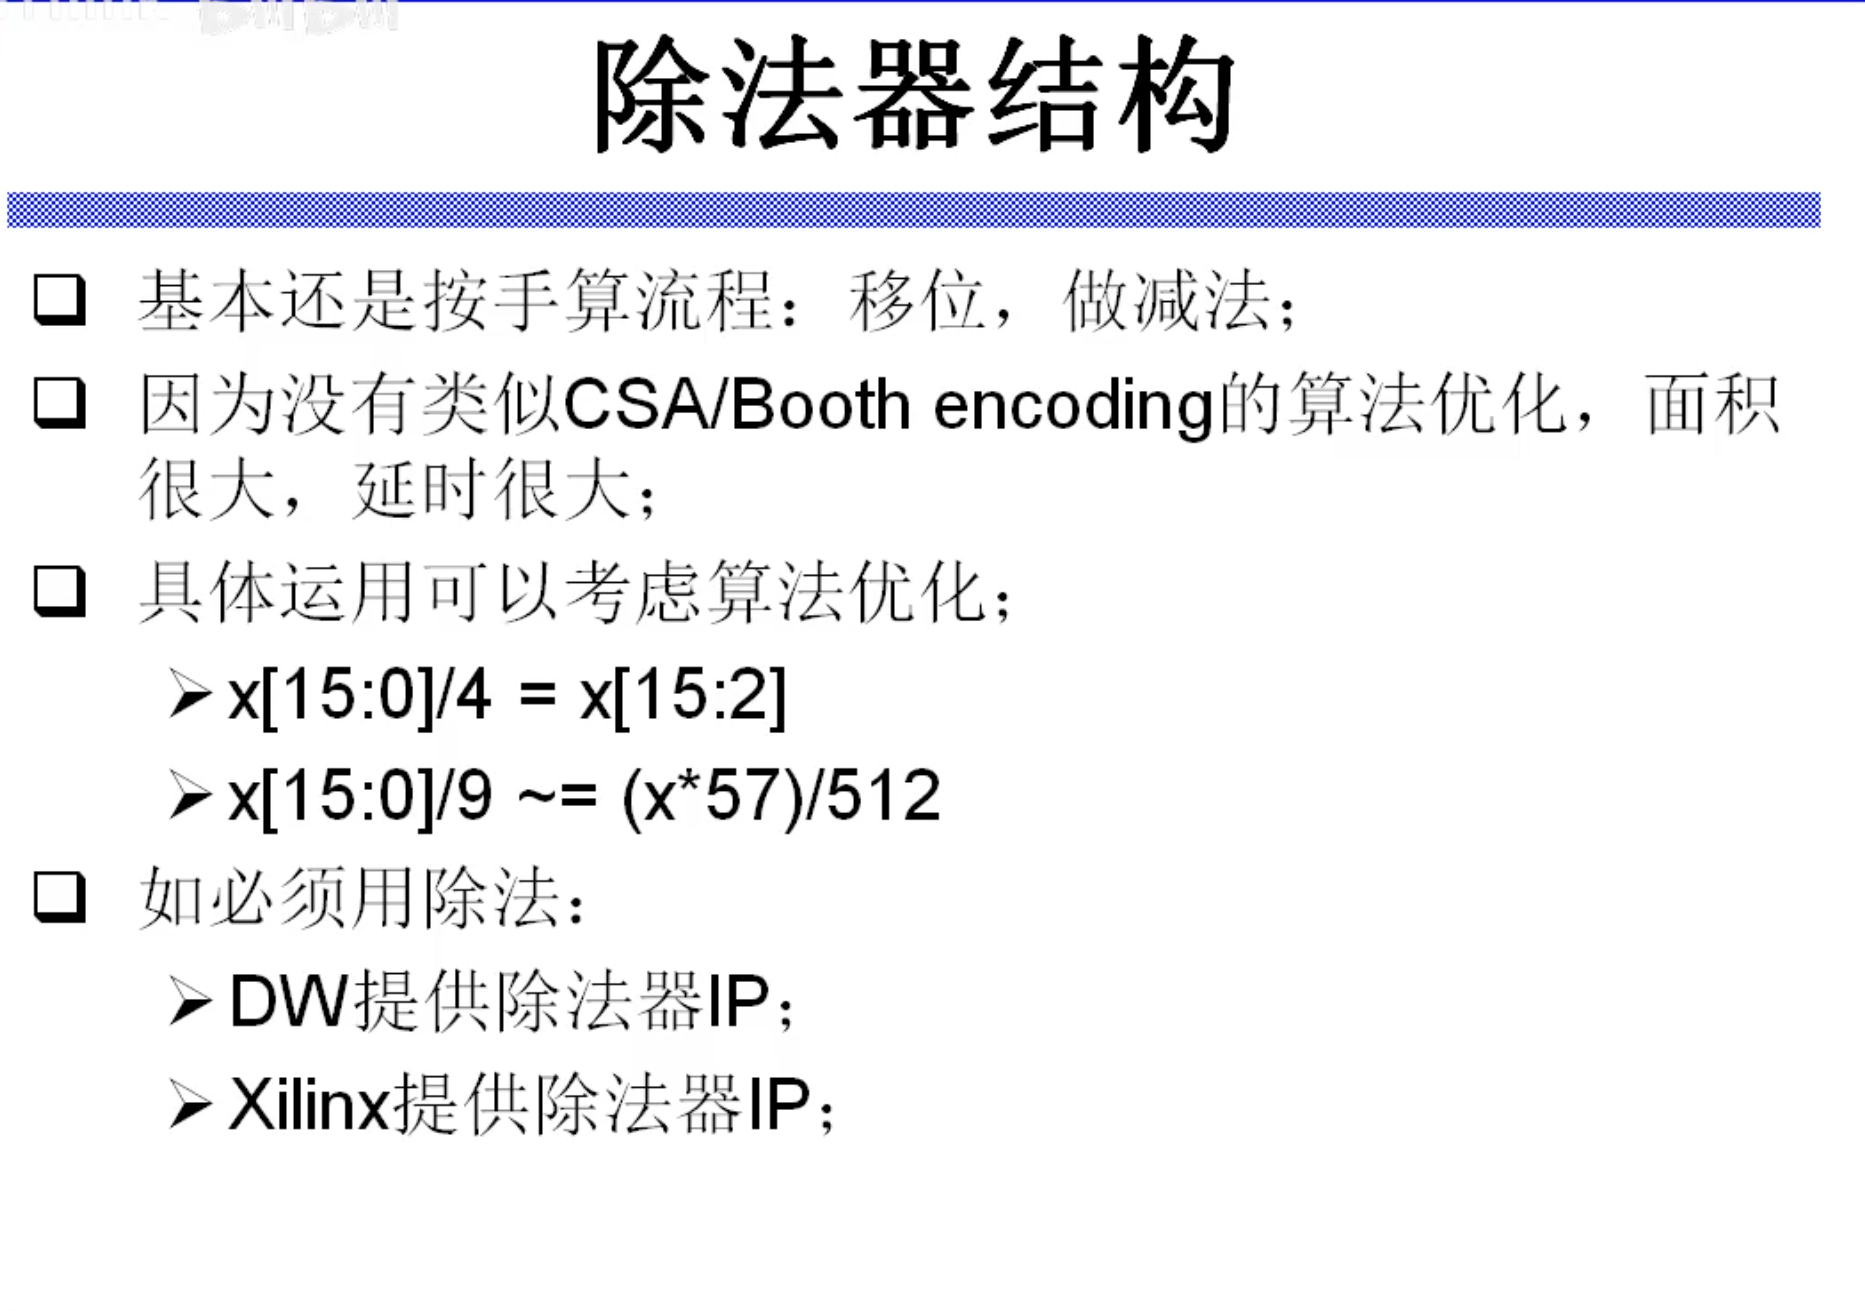 除法器结构
基本还是按手算流程：移位，做减法；
因为没有类似CSA/Booth encoding的算法优化，面积
很大，延时很大；
具体运用可以考虑算法优化；
x[15:0]/4 = x[15:2]
x[15:0]/9 ~= (x*57)/512
如必须用除法：
DW提供除法器IP；
Xilinx提供除法器IP；